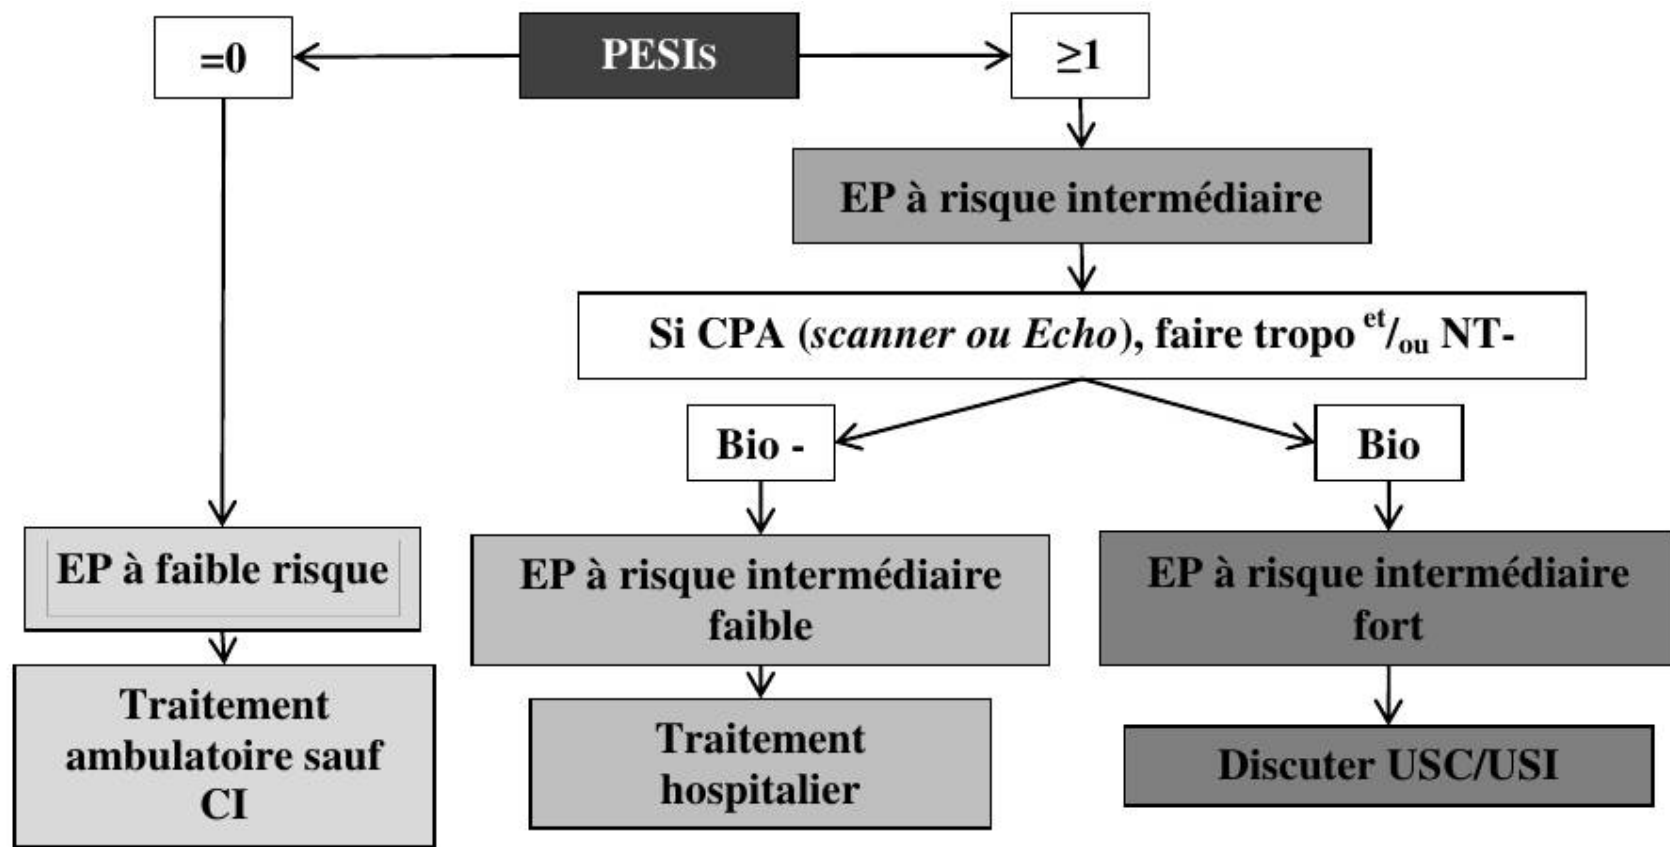 =0
PESIs
≥1
EP à risque intermédiaire
Si CPA (scanner ou Echo), faire tropo et/ou NT-
Bio -
Bio
EP à faible risque
EP à risque intermédiaire
faible
EP à risque intermédiaire
fort
Traitement
ambulatoire sauf
CI
Traitement
hospitalier
Discuter USC/USI